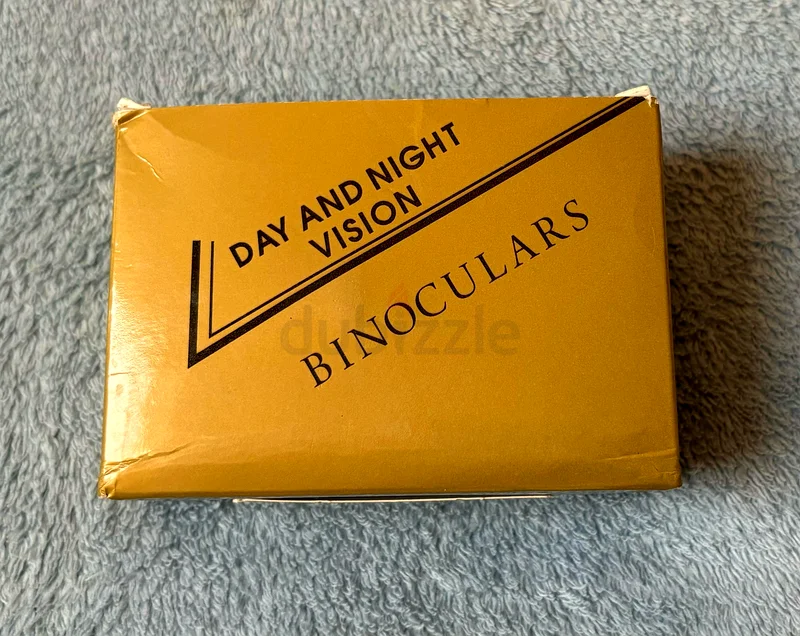 DAY AND NIGHT
VISION
BINOCULARS
dubizzle